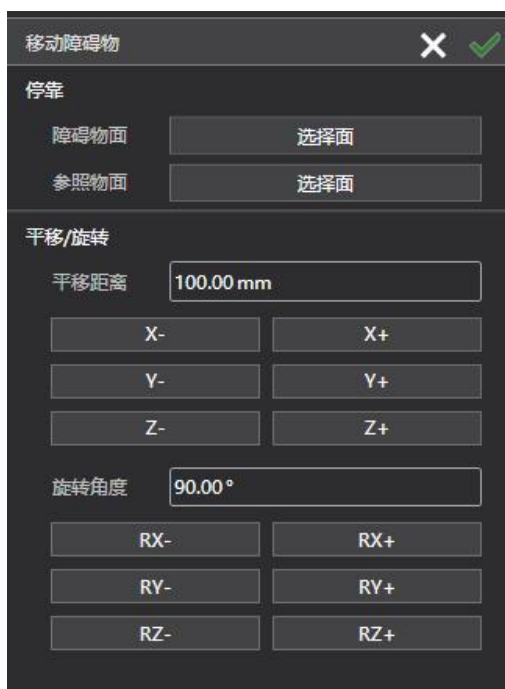 移动障碍物
停靠
障碍物面 选择面
参照物面 选择面
平移/旋转
平移距离 100.00 mm
X- X+
Y- Y+
Z- Z+
旋转角度 90.00°
RX- RX+
RY- RY+
RZ- RZ+